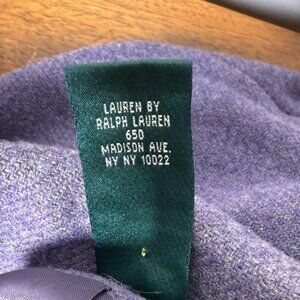 LAUREN BY
RALPH LAUREN
650
MADISON AVE.
NY NY 10022